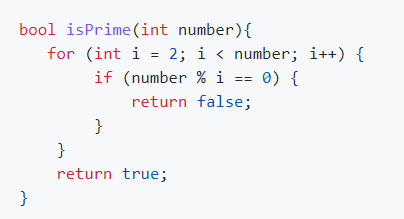 bool isPrime(int number){
   for (int i = 2; i < number; i++) {
        if (number % i == 0) {
            return false;
        }
    }
    return true;
}